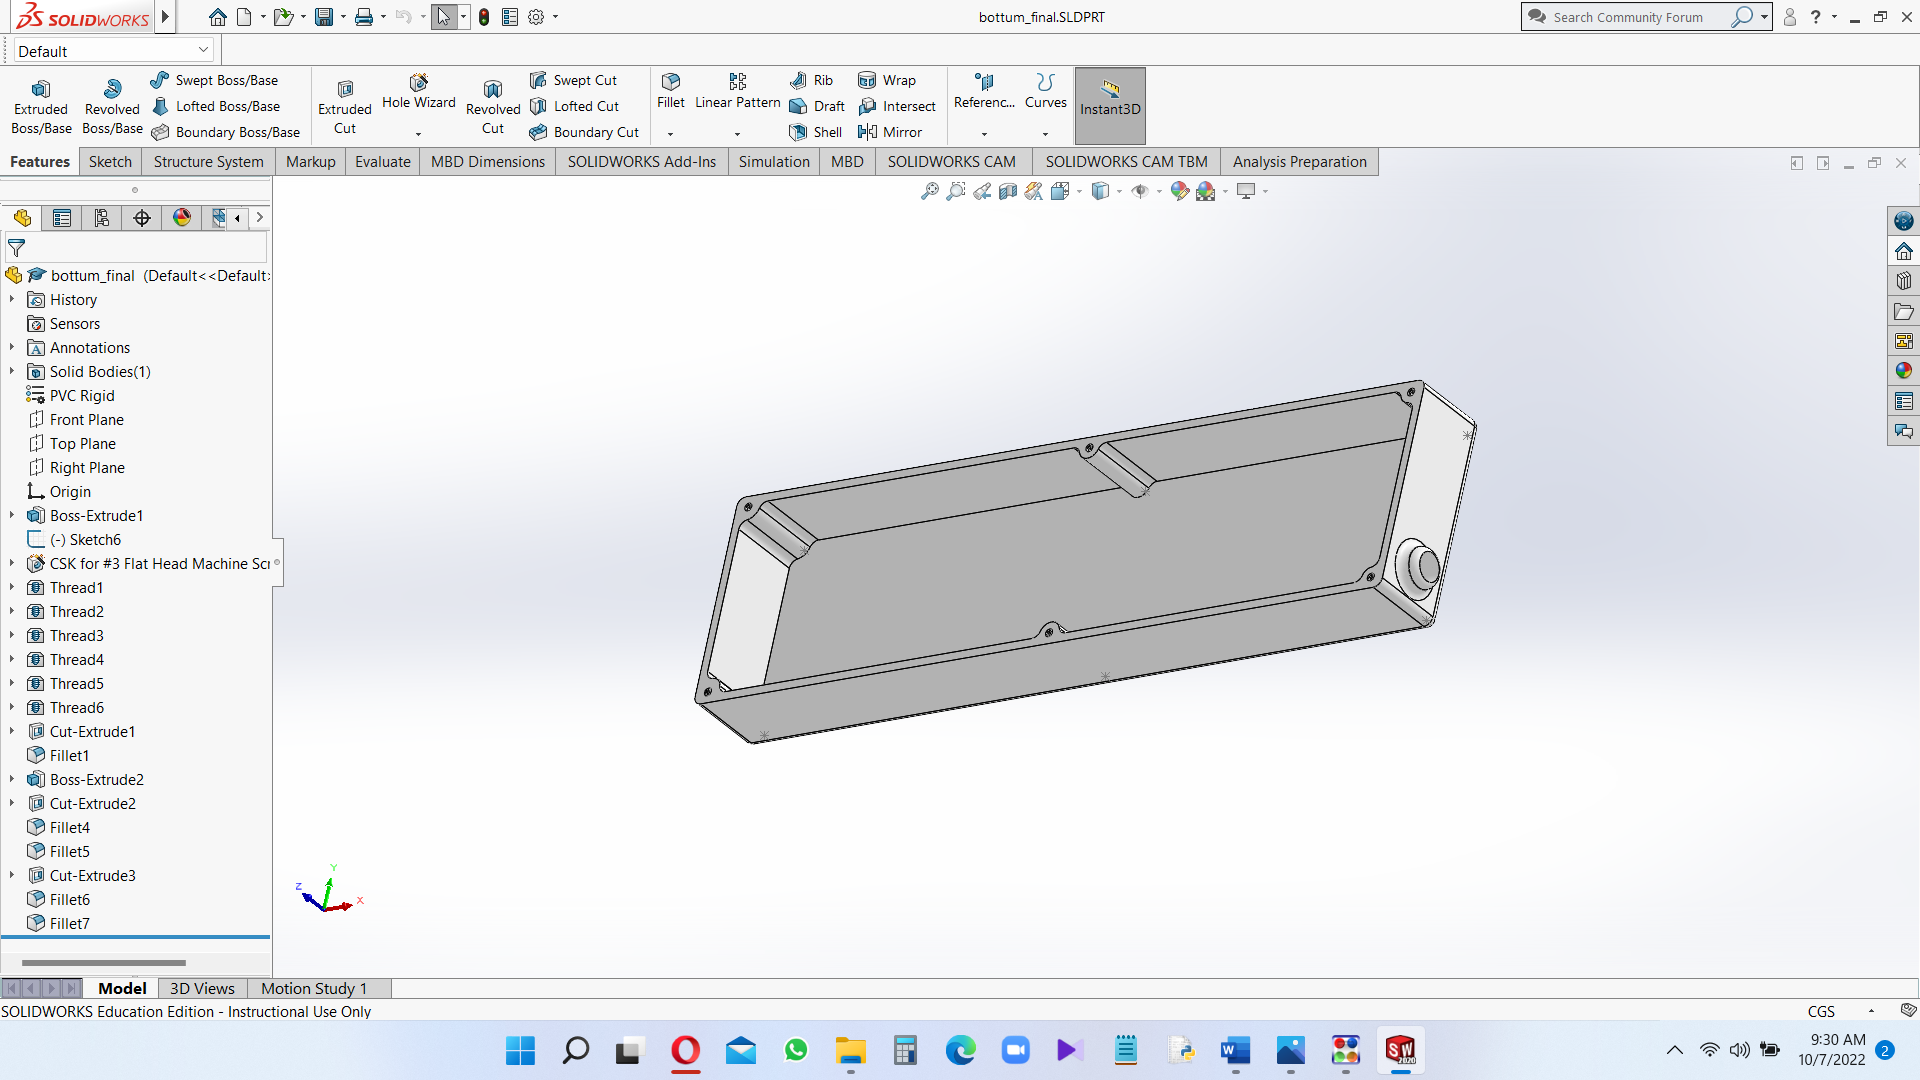 SOLIDWORKS
bottum_final.SLDPRT
Search Community Forum
?
Default
Extruded Boss/Base
Revolved Boss/Base
Swept Boss/Base
Lofted Boss/Base
Boundary Boss/Base
Extruded Cut
Hole Wizard
Revolved Cut
Swept Cut
Lofted Cut
Boundary Cut
Fillet
Linear Pattern
Rib
Draft
Shell
Wrap
Intersect
Mirror
Referenc...
Curves
Instant3D
Features
Sketch
Structure System
Markup
Evaluate
MBD Dimensions
SOLIDWORKS Add-Ins
Simulation
MBD
SOLIDWORKS CAM
SOLIDWORKS CAM TBM
Analysis Preparation
bottum_final (Default<<Default>
History
Sensors
Annotations
Solid Bodies(1)
PVC Rigid
Front Plane
Top Plane
Right Plane
Origin
Boss-Extrude1
(-) Sketch6
CSK for #3 Flat Head Machine Scr
Thread1
Thread2
Thread3
Thread4
Thread5
Thread6
Cut-Extrude1
Fillet1
Boss-Extrude2
Cut-Extrude2
Fillet4
Fillet5
Cut-Extrude3
Fillet6
Fillet7
Y
Z
X
Model
3D Views
Motion Study 1
SOLIDWORKS Education Edition - Instructional Use Only
CGS
W
SW
2020
9:30 AM
10/7/2022
2